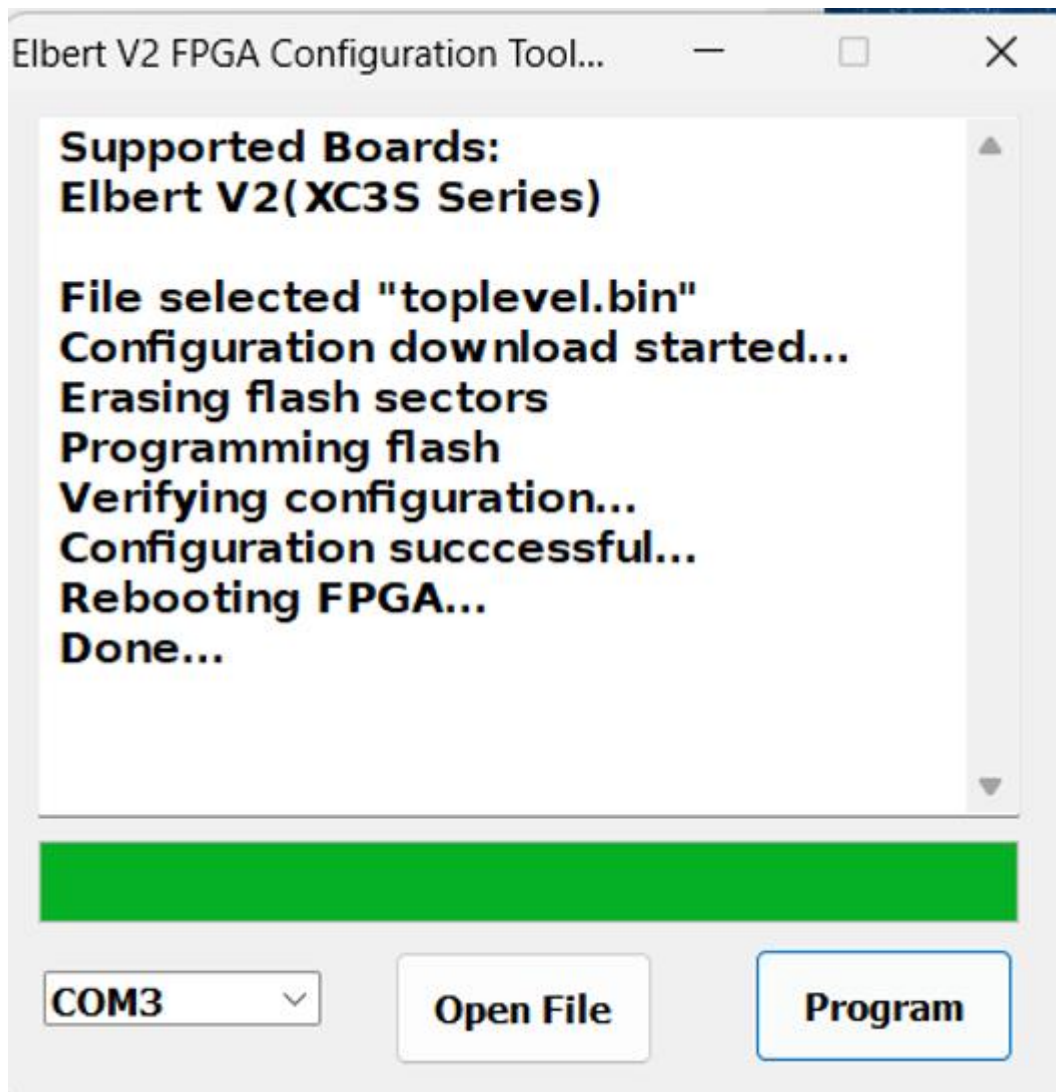 Elbert V2 FPGA Configuration Tool...
Supported Boards:
Elbert V2(XC3S Series)
File selected "toplevel.bin"
Configuration download started...
Erasing flash sectors
Programming flash
Verifying configuration...
Configuration succcessful...
Rebooting FPGA...
Done...
COM3
Open File
Program